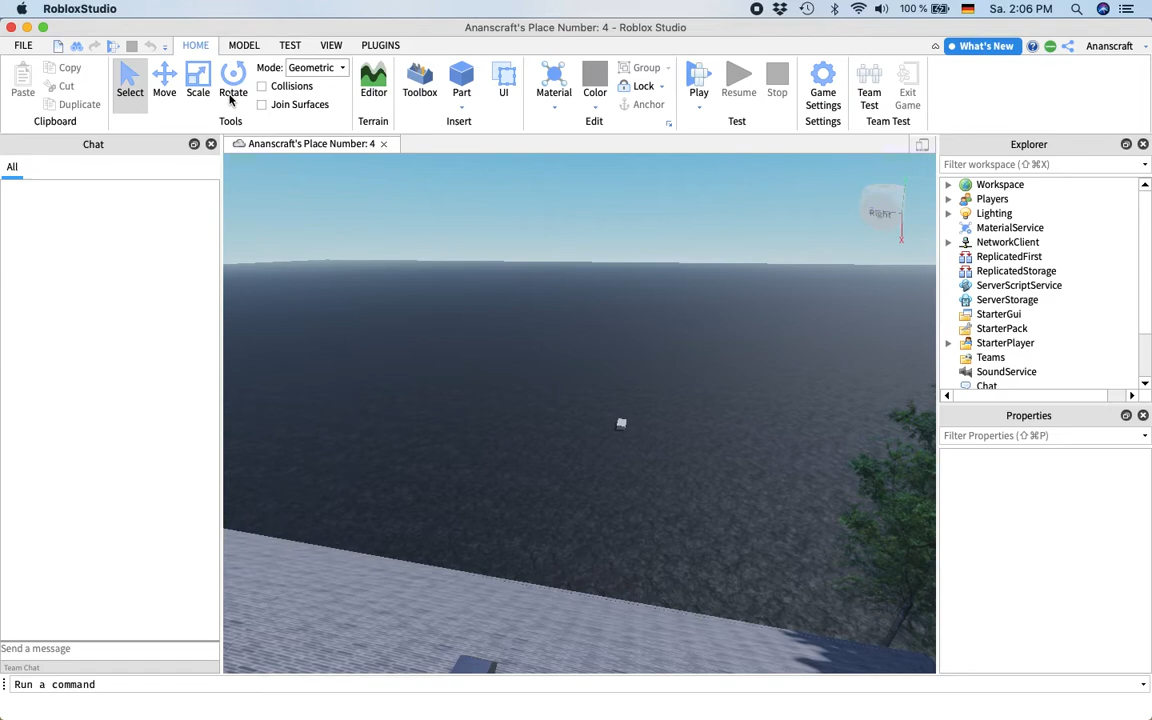 RobloxStudio
100 %
Sa. 2:06 PM
Ananscraft's Place Number: 4 - Roblox Studio
FILE
HOME
MODEL
TEST
VIEW
PLUGINS
What's New
Ananscraft
Paste
Copy
Cut
Duplicate
Clipboard
Select
Move
Scale
Rotate
Mode:
Geometric
Collisions
Join Surfaces
Tools
Editor
Terrain
Toolbox
Part
UI
Insert
Material
Color
Group
Lock
Anchor
Edit
Play
Resume
Stop
Test
Game
Settings
Settings
Team
Test
Exit
Game
Team Test
Chat
All
Send a message
Team Chat
Ananscraft's Place Number: 4
Right
X
Explorer
Filter workspace (⇧⌘X)
Workspace
Players
Lighting
MaterialService
NetworkClient
ReplicatedFirst
ReplicatedStorage
ServerScriptService
ServerStorage
StarterGui
StarterPack
StarterPlayer
Teams
SoundService
Chat
Properties
Filter Properties (⇧⌘P)
Run a command